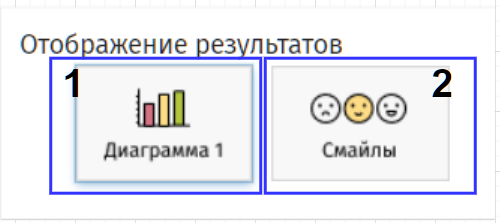 Отображение результатов
1
2
Диаграмма 1
Смайлы